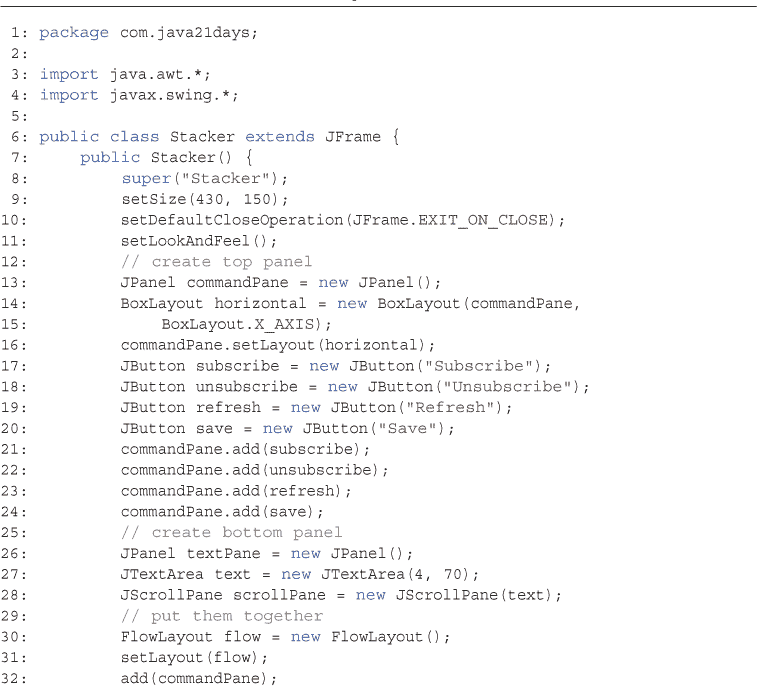 1: package com.java21days;
2:
3: import java.awt.*;
4: import javax.swing.*;
5:
6: public class Stacker extends JFrame {
7:     public Stacker() {
8:         super("Stacker");
9:         setSize(430, 150);
10:         setDefaultCloseOperation(JFrame.EXIT_ON_CLOSE);
11:         setLookAndFeel();
12:         // create top panel
13:         JPanel commandPane = new JPanel();
14:         BoxLayout horizontal = new BoxLayout(commandPane,
15:             BoxLayout.X_AXIS);
16:         commandPane.setLayout(horizontal);
17:         JButton subscribe = new JButton("Subscribe");
18:         JButton unsubscribe = new JButton("Unsubscribe");
19:         JButton refresh = new JButton("Refresh");
20:         JButton save = new JButton("Save");
21:         commandPane.add(subscribe);
22:         commandPane.add(unsubscribe);
23:         commandPane.add(refresh);
24:         commandPane.add(save);
25:         // create bottom panel
26:         JPanel textPane = new JPanel();
27:         JTextArea text = new JTextArea(4, 70);
28:         JScrollPane scrollPane = new JScrollPane(text);
29:         // put them together
30:         FlowLayout flow = new FlowLayout();
31:         setLayout(flow);
32:         add(commandPane);